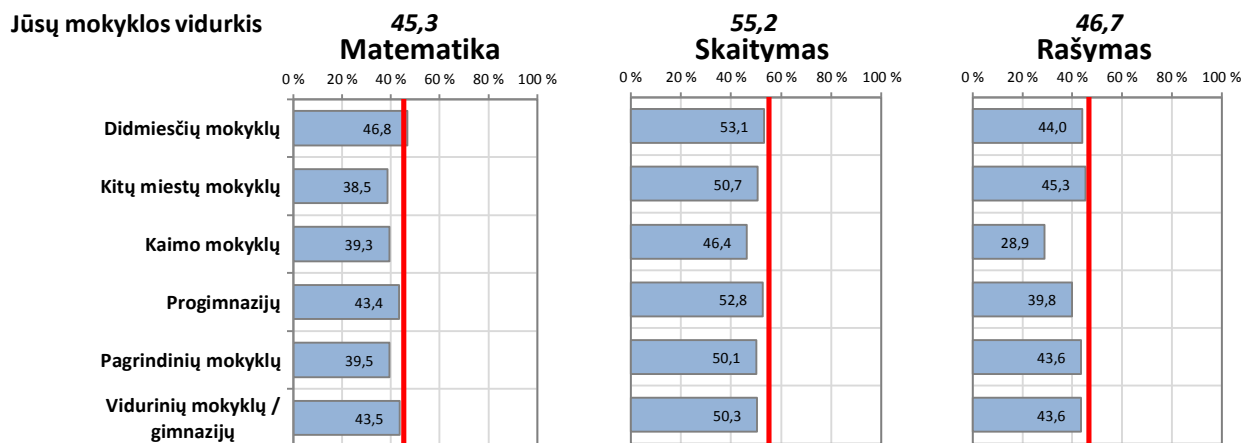 Jūsų mokyklos vidurkis 45,3 55,2 46,7
Matematika Skaitymas Rašymas
0 % 20 % 40 % 60 % 80 % 100 % 0 % 20 % 40 % 60 % 80 % 100 % 0 % 20 % 40 % 60 % 80 % 100 %
Didmiesčių mokyklų 46,8 53,1 44,0
Kitų miestų mokyklų 38,5 50,7 45,3
Kaimo mokyklų 39,3 46,4 28,9
Progimnazijų 43,4 52,8 39,8
Pagrindinių mokyklų 39,5 50,1 43,6
Vidurinių mokyklų /
gimnazijų 43,5 50,3 43,6